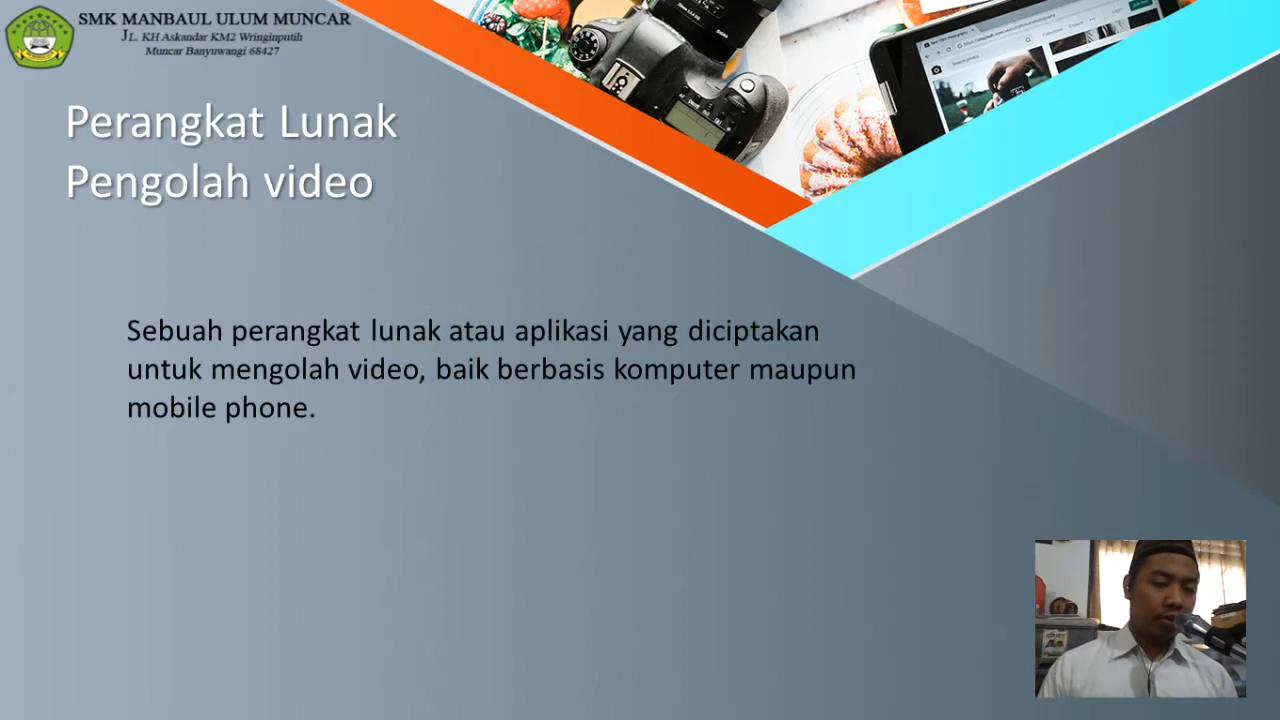 SMK MANBAUL ULUM MUNCAR
JL. KH Askandar KM2 Wringinputih
Muncar Banyuwangi 68427
Perangkat Lunak
Pengolah video
Sebuah perangkat lunak atau aplikasi yang diciptakan
untuk mengolah video, baik berbasis komputer maupun
mobile phone.